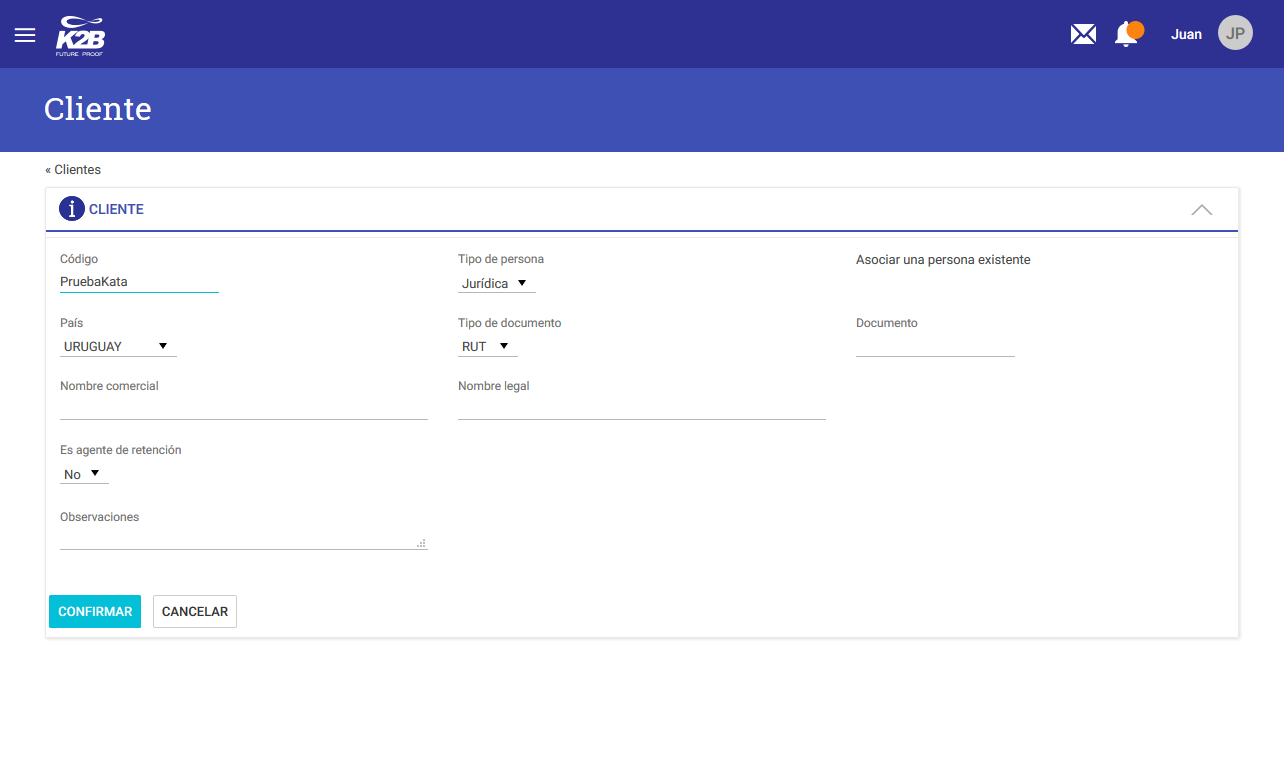 K2B
FUTURE PROOF
Juan
JP
Cliente
« Clientes
i CLIENTE
Código
Tipo de persona
Asociar una persona existente
PruebaKata
Jurídica
País
Tipo de documento
Documento
URUGUAY
RUT
Nombre comercial
Nombre legal
Es agente de retención
No
Observaciones
CONFIRMAR
CANCELAR